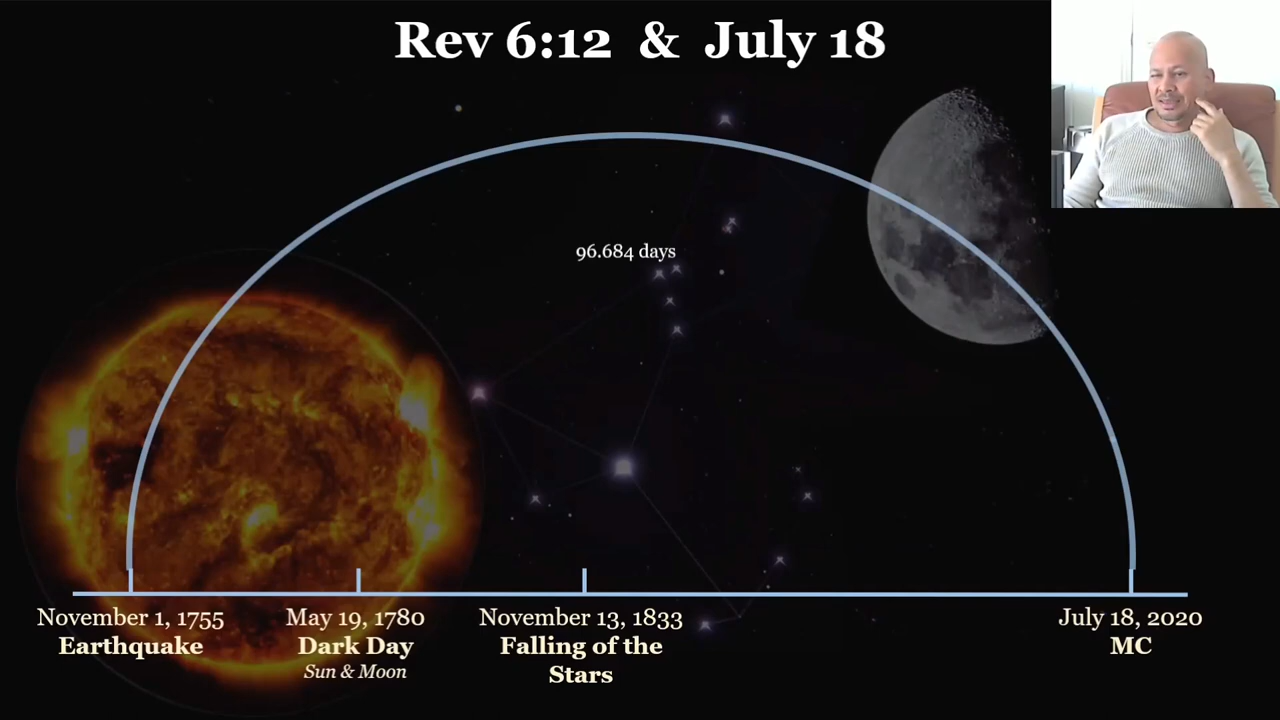 Rev 6:12 & July 18
96.684 days
November 1, 1755
Earthquake
May 19, 1780
Dark Day
Sun & Moon
November 13, 1833
Falling of the
Stars
July 18, 2020
MC